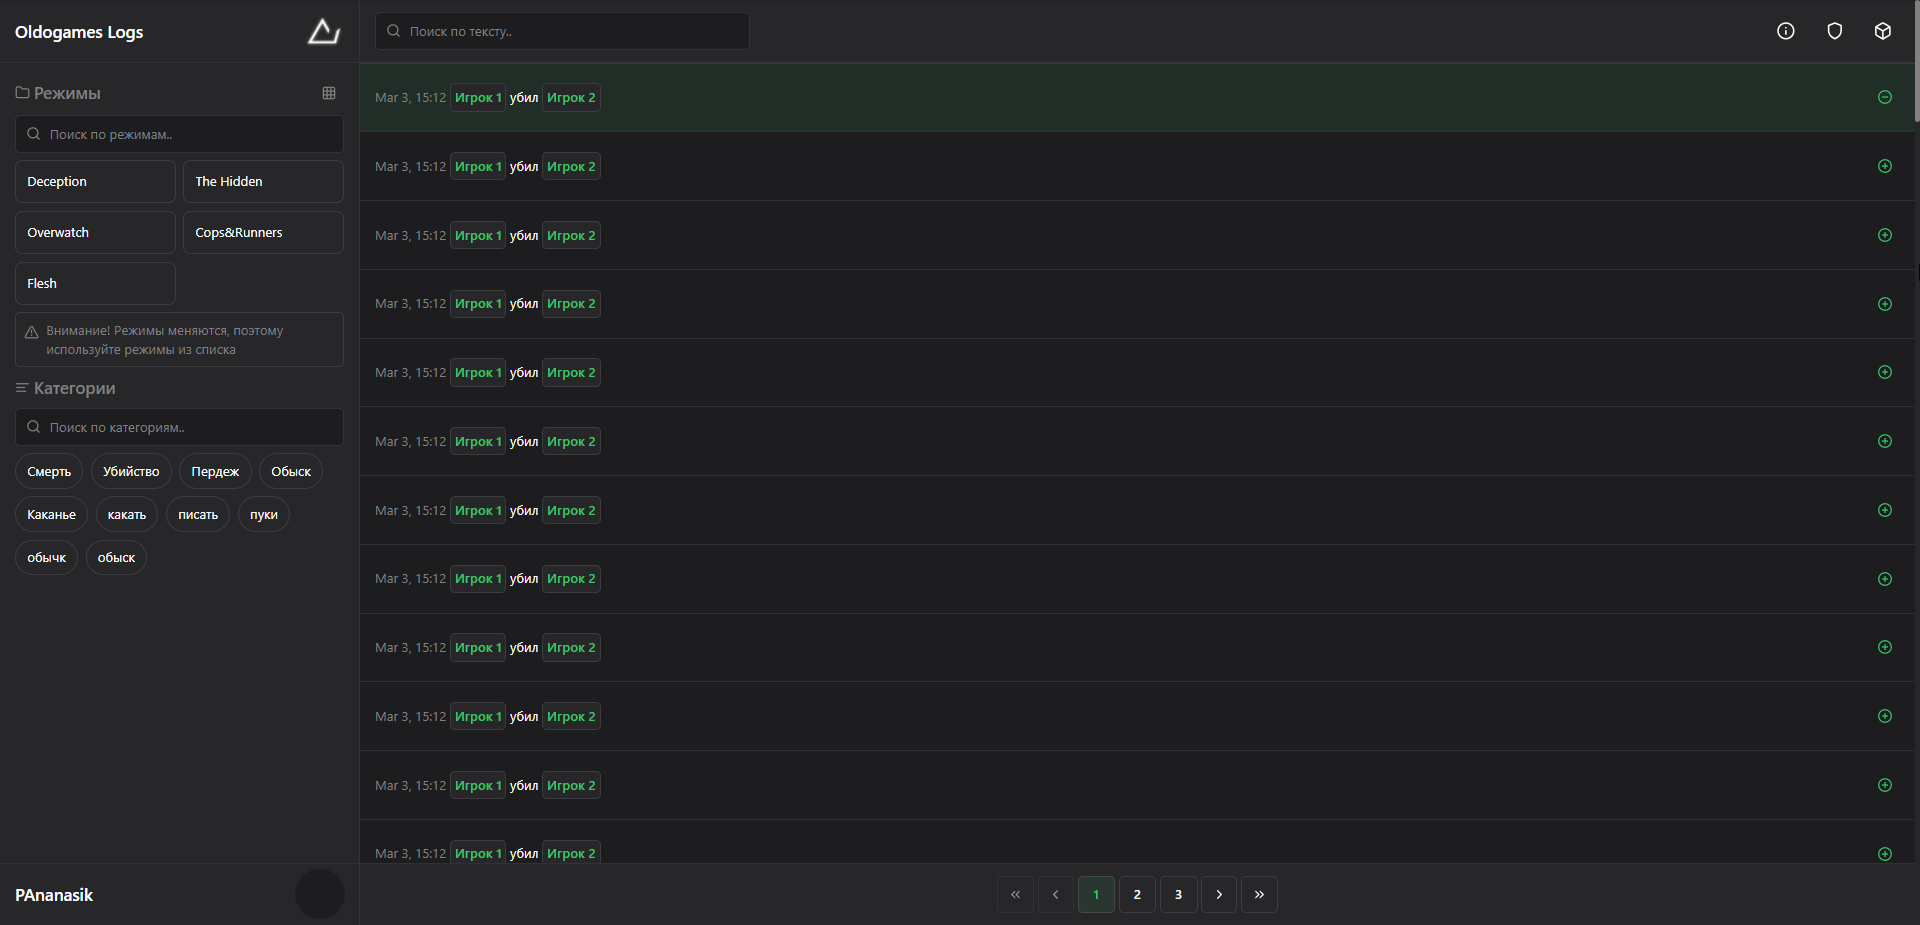 Oldogames Logs
Режимы
Поиск по режимам..
Deception
The Hidden
Overwatch
Cops&Runners
Flesh
Внимание! Режимы меняются, поэтому
используйте режимы из списка
Категории
Поиск по категориям..
Смерть Убийство Пердеж Обыск
Каканье какать писать пуки
обычк обыск
PAnanasik
Поиск по тексту..
Mar 3, 15:12 Игрок 1 убил Игрок 2
Mar 3, 15:12 Игрок 1 убил Игрок 2
Mar 3, 15:12 Игрок 1 убил Игрок 2
Mar 3, 15:12 Игрок 1 убил Игрок 2
Mar 3, 15:12 Игрок 1 убил Игрок 2
Mar 3, 15:12 Игрок 1 убил Игрок 2
Mar 3, 15:12 Игрок 1 убил Игрок 2
Mar 3, 15:12 Игрок 1 убил Игрок 2
Mar 3, 15:12 Игрок 1 убил Игрок 2
Mar 3, 15:12 Игрок 1 убил Игрок 2
Mar 3, 15:12 Игрок 1 убил Игрок 2
Mar 3, 15:12 Игрок 1 убил Игрок 2
« ‹ 1 2 3 › »